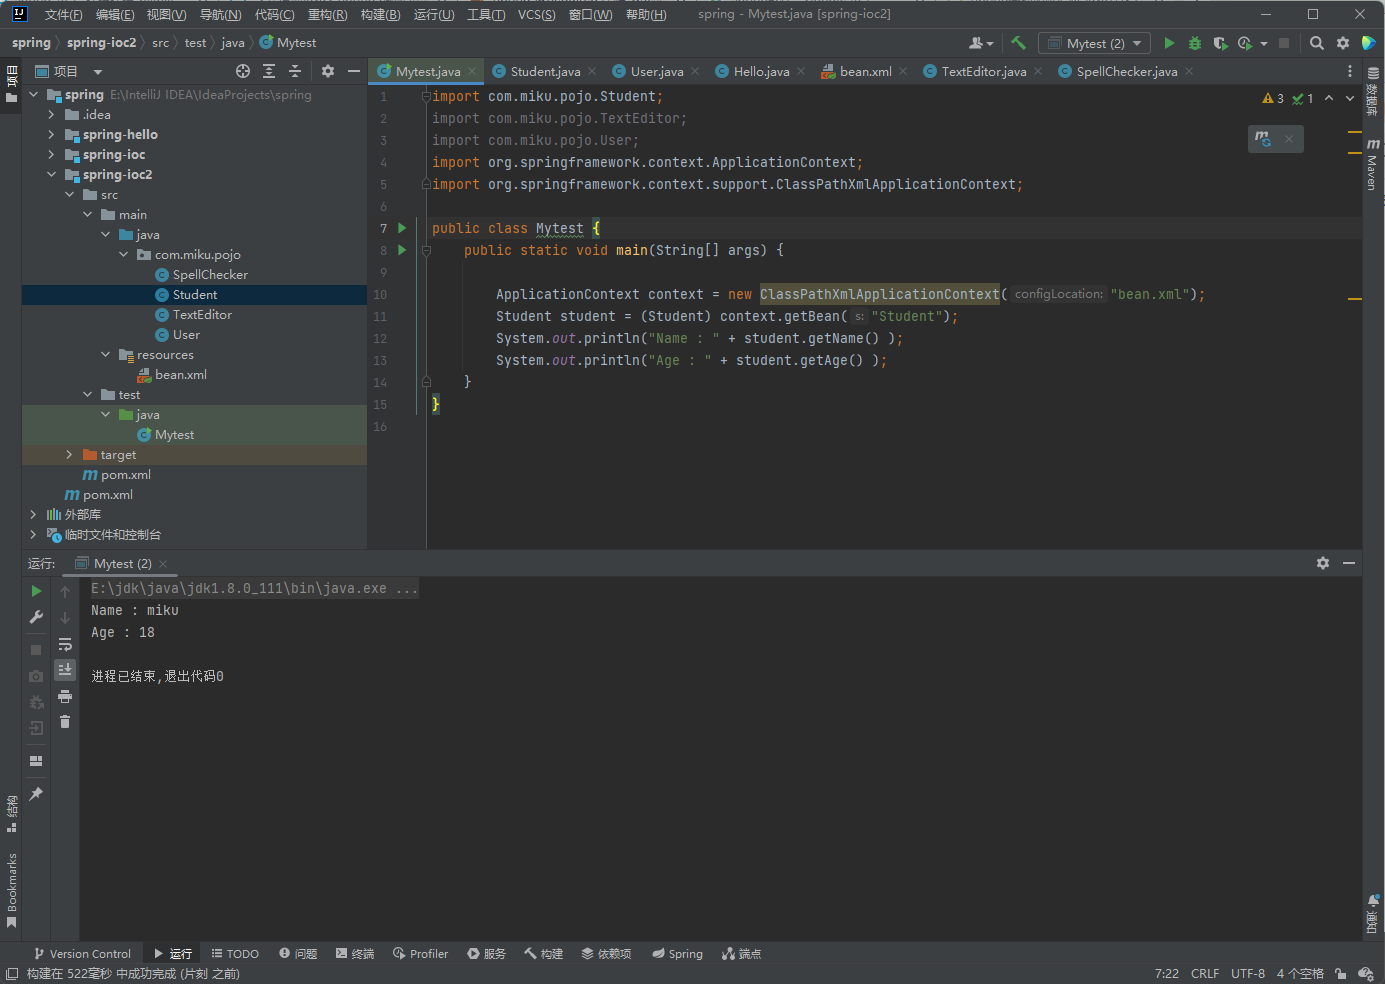 文件(F) 编辑(E) 视图(V) 导航(N) 代码(C) 重构(R) 构建(B) 运行(U) 工具(T) VCS(S) 窗口(W) 帮助(H) spring - Mytest.java [spring-ioc2]
spring spring-ioc2 src test java Mytest Mytest (2)
项目 项目 Mytest.java Student.java User.java Hello.java bean.xml TextEditor.java SpellChecker.java
spring E:\IntelliJ IDEA\IdeaProjects\spring
.idea
spring-hello
spring-ioc
spring-ioc2
src
main
java
com.miku.pojo
SpellChecker
Student
TextEditor
User
resources
bean.xml
test
java
Mytest
target
pom.xml
pom.xml
外部库
临时文件和控制台
1 import com.miku.pojo.Student;
2 import com.miku.pojo.TextEditor;
3 import com.miku.pojo.User;
4 import org.springframework.context.ApplicationContext;
5 import org.springframework.context.support.ClassPathXmlApplicationContext;
6
7 public class Mytest {
8 public static void main(String[] args) {
9
10 ApplicationContext context = new ClassPathXmlApplicationContext( configLocation: "bean.xml");
11 Student student = (Student) context.getBean( s: "Student");
12 System.out.println("Name : " + student.getName() );
13 System.out.println("Age : " + student.getAge() );
14 }
15 }
16
3 1
m
数据库
m Maven
运行: Mytest (2)
E:\jdk\java\jdk1.8.0_111\bin\java.exe ...
Name : miku
Age : 18
进程已结束,退出代码0
结构
Bookmarks
通知
Version Control 运行 TODO 问题 终端 Profiler 服务 构建 依赖项 Spring 端点
构建在 522毫秒 中成功完成 (片刻 之前) 7:22 CRLF UTF-8 4 个空格